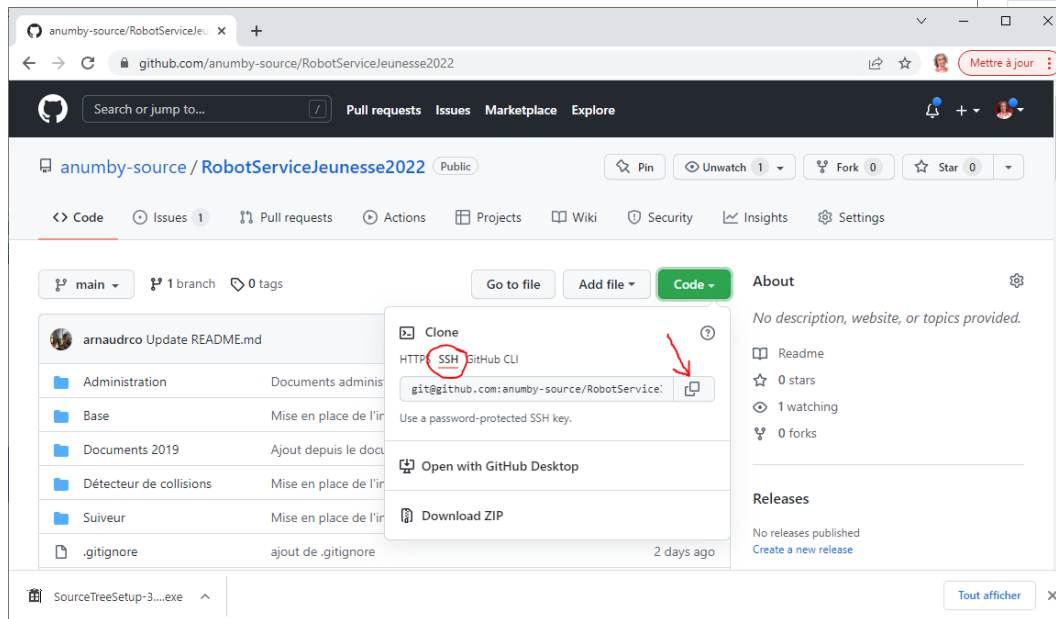 anumby-source/RobotServiceJeu
github.com/anumby-source/RobotServiceJeunesse2022
Mettre à jour
Search or jump to... /
Pull requests Issues Marketplace Explore
anumby-source / RobotServiceJeunesse2022 Public
Pin Unwatch 1 Fork 0 Star 0
Code Issues 1 Pull requests Actions Projects Wiki Security Insights Settings
main 1 branch 0 tags Go to file Add file Code
About
No description, website, or topics provided.
Readme
0 stars
1 watching
0 forks
Releases
No releases published
Create a new release
arnaudrco Update README.md
Administration Documents adminis
Base Mise en place de l'ir
Documents 2019 Ajout depuis le docu
Détecteur de collisions Mise en place de l'ir
Suiveur Mise en place de l'ir
.gitignore ajout de .gitignore 2 days ago
Clone
HTTPS SSH GitHub CLI
git@github.com:anumby-source/RobotService
Use a password-protected SSH key.
Open with GitHub Desktop
Download ZIP
SourceTreeSetup-3....exe
Tout afficher